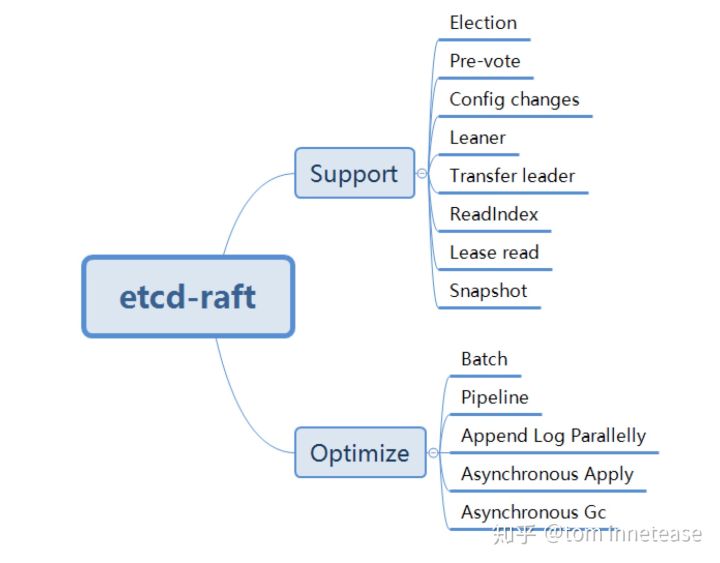 Election
Pre-vote
Config changes
Leaner
Support
Transfer leader
ReadIndex
Lease read
Snapshot
etcd-raft
Batch
Pipeline
Append Log Parallelly
Optimize
Asynchronous Apply
Asynchronous Gc
知乎 @tom innetease